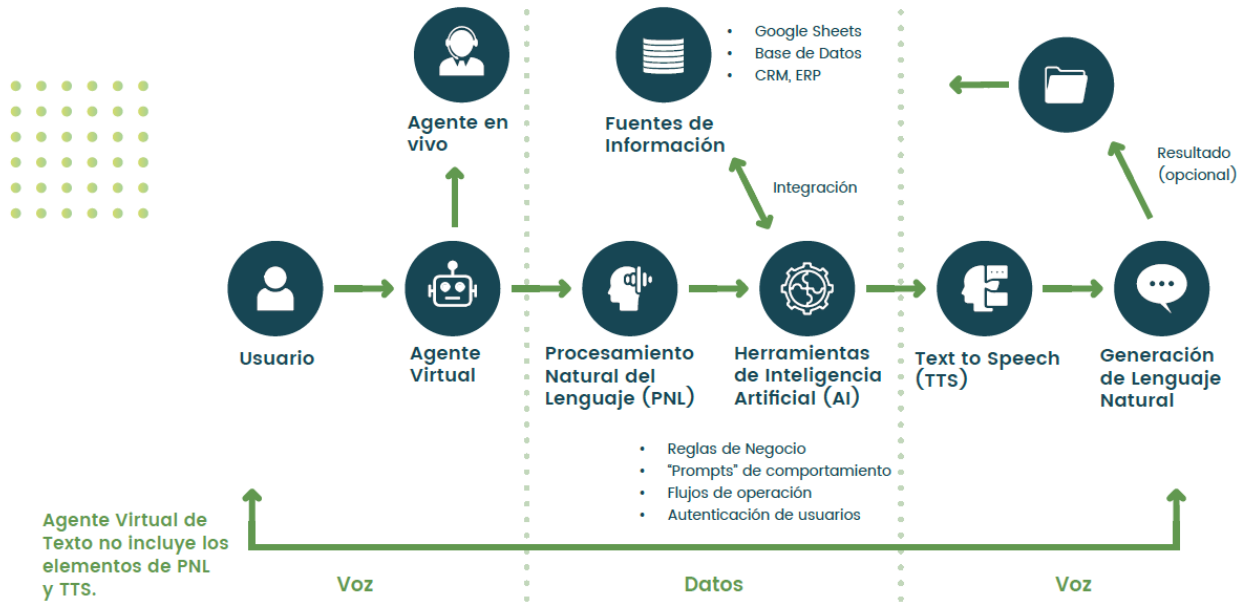 • Google Sheets
• Base de Datos
• CRM, ERP
Agente en
vivo
Fuentes de
Información
Resultado
(opcional)
Integración
Usuario
Agente
Virtual
Procesamiento
Natural del
Lenguaje (PNL)
Herramientas
de Inteligencia
Artificial (AI)
Text to Speech
(TTS)
Generación
de Lenguaje
Natural
• Reglas de Negocio
• "Prompts" de comportamiento
• Flujos de operación
• Autenticación de usuarios
Agente Virtual de
Texto no incluye los
elementos de PNL
y TTS.
Voz
Datos
Voz